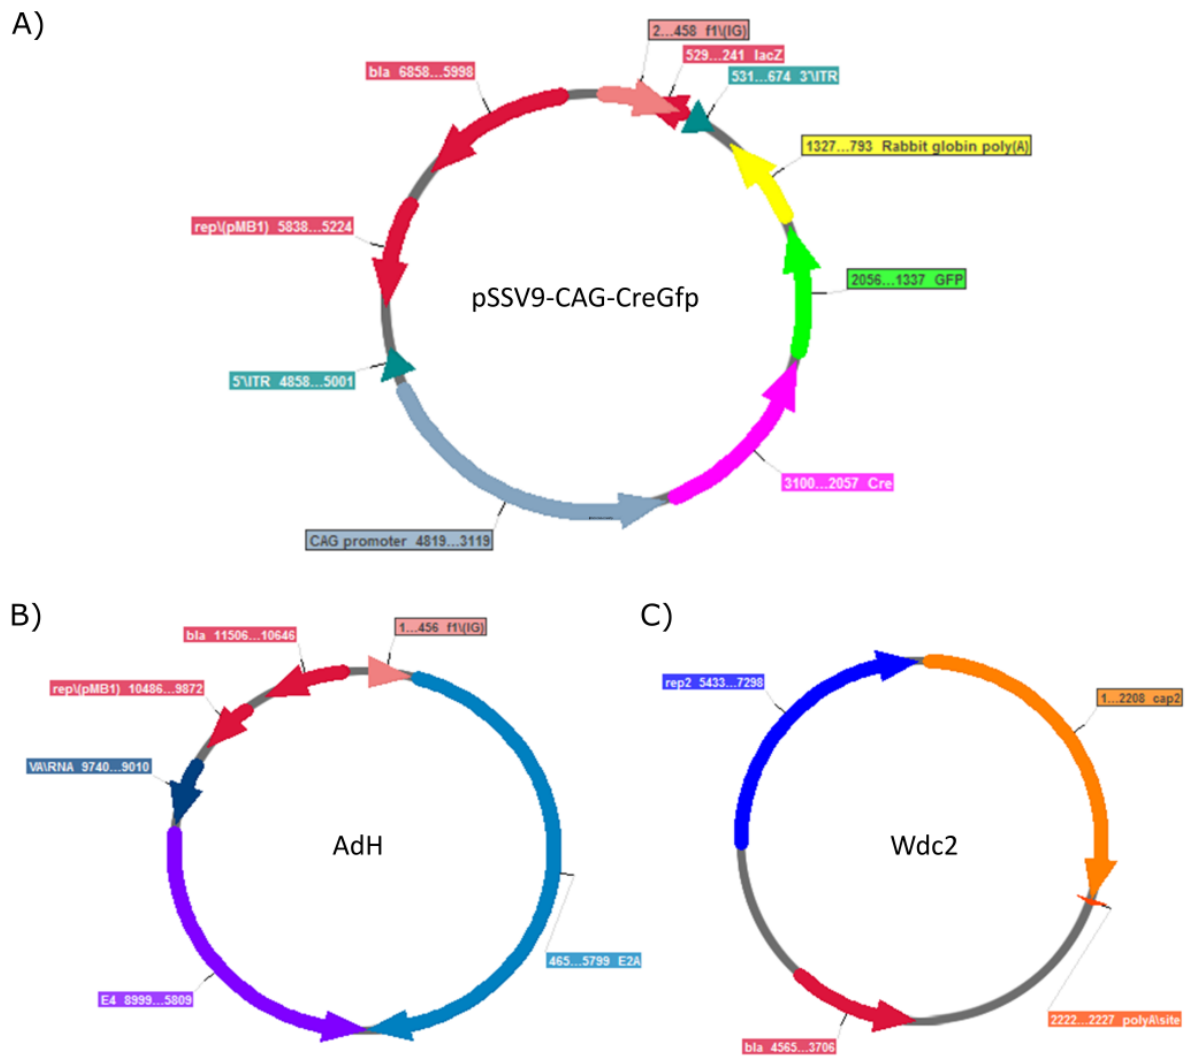 A)
2...458 f1\(IG)
529...241 lacZ
bla 6858...5998
531...674 3'\ITR
1327...793 Rabbit globin poly(A)
rep\(pMB1) 5838...5224
2056...1337 GFP
pSSV9-CAG-CreGfp
5'\ITR 4858...5001
3100...2057 Cre
CAG promoter 4819...3119
B)
C)
1...456 f1\(IG)
bla 11506...10646
rep\(pMB1) 10486...9872
rep2 5433...7298
1...2208 cap2
VA\RNA 9740...9010
AdH
Wdc2
465...5799 E2A
E4 8999...5809
2222...2227 polyA\site
bla 4565...3706